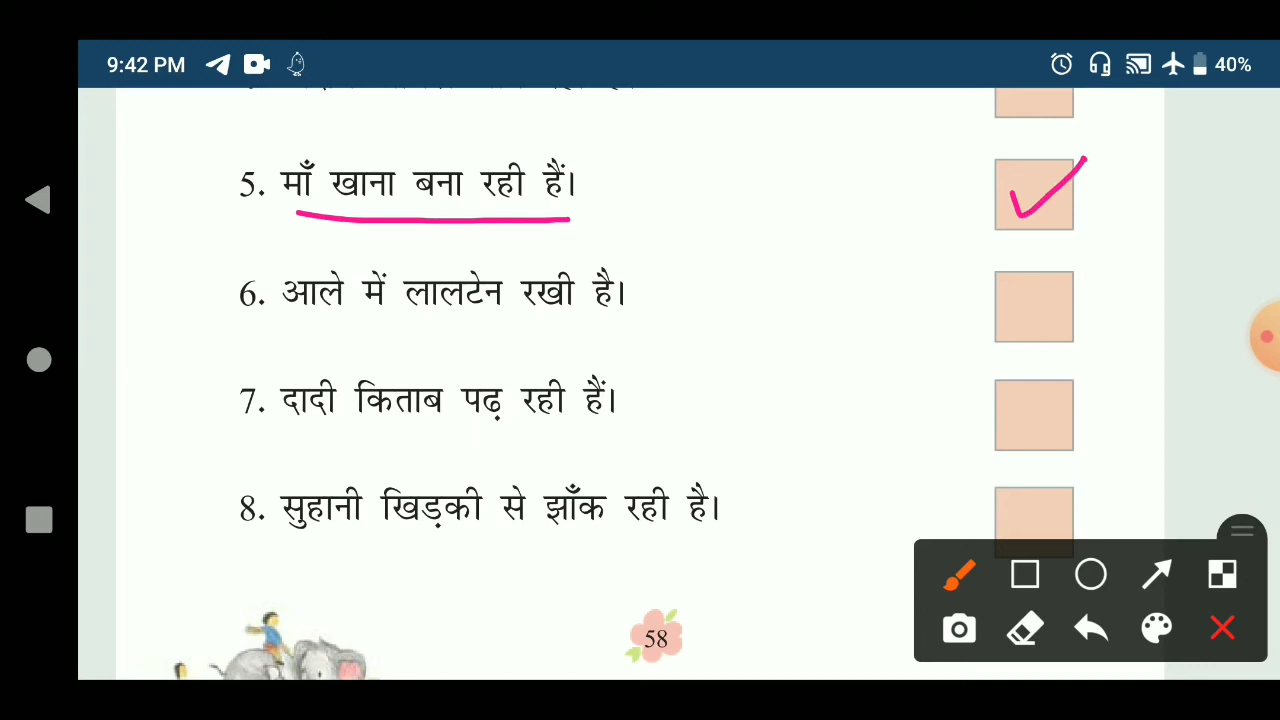 9:42 PM
40%
5. माँ खाना बना रही हैं।
6. आले में लालटेन रखी है।
7. दादी किताब पढ़ रही हैं।
8. सुहानी खिड़की से झाँक रही है।
58